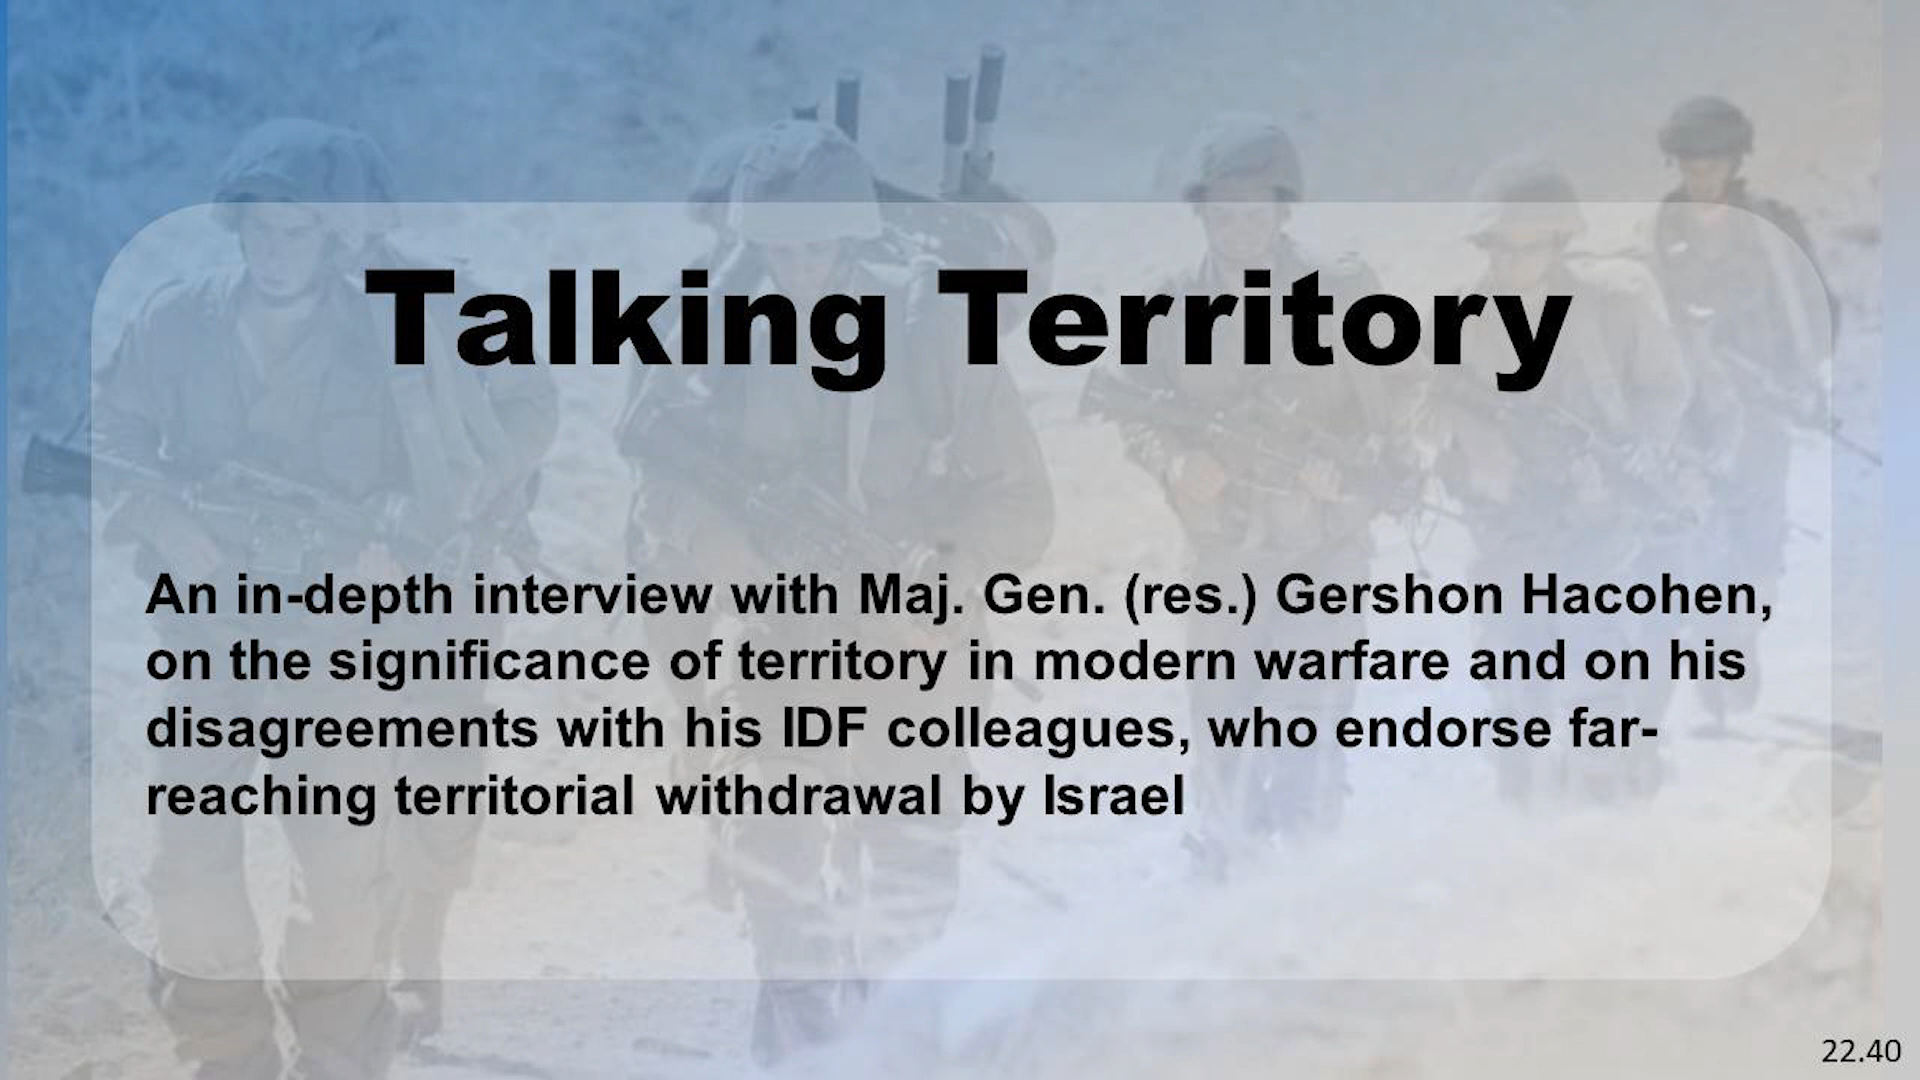 Talking Territory
An in-depth interview with Maj. Gen. (res.) Gershon Hacohen,
on the significance of territory in modern warfare and on his
disagreements with his IDF colleagues, who endorse far-
reaching territorial withdrawal by Israel
22.40